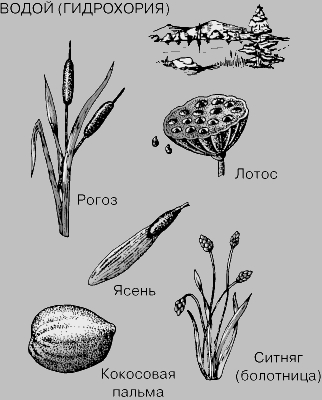 ВОДОЙ (ГИДРОХОРИЯ)
Лотос
Рогоз
Ясень
Ситняг
(болотница)
Кокосовая
пальма